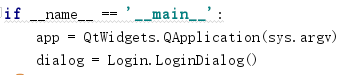 if __name__ == '__main__':
    app = QtWidgets.QApplication(sys.argv)
    dialog = Login.LoginDialog()